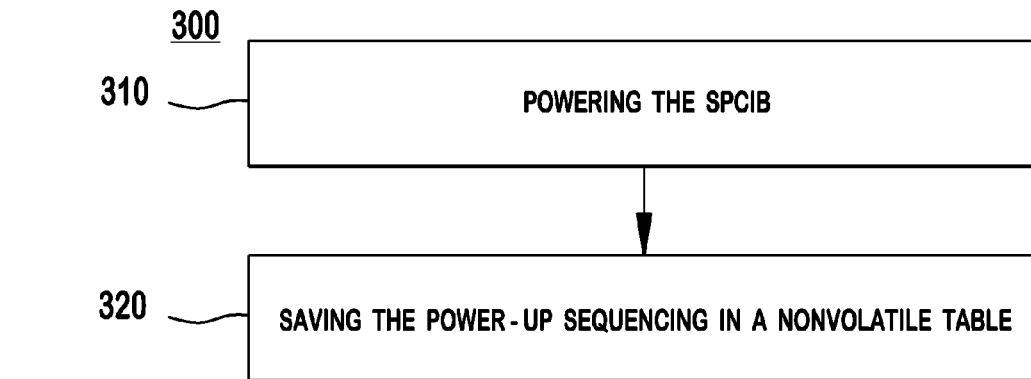 300
310
POWERING THE SPCIB
320
SAVING THE POWER-UP SEQUENCING IN A NONVOLATILE TABLE